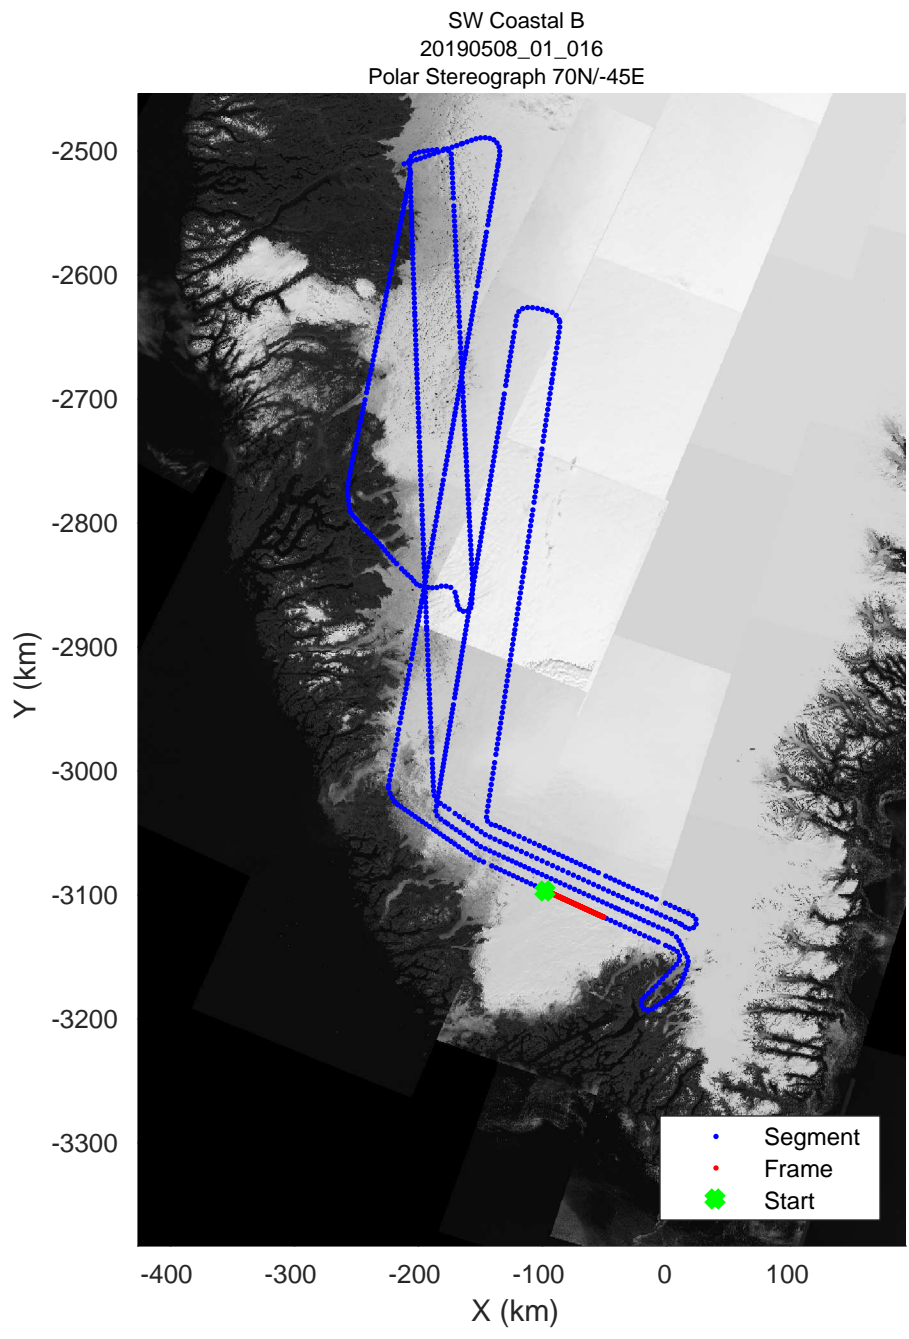 SW Coastal B
20190508_01_016
Polar Stereograph 70N/-45E
-2500
-2600
-2700
-2800
-2900
-3000
-3100
-3200
-3300
Y (km)
-400 -300 -200 -100 0 100
X (km)
Segment
Frame
Start